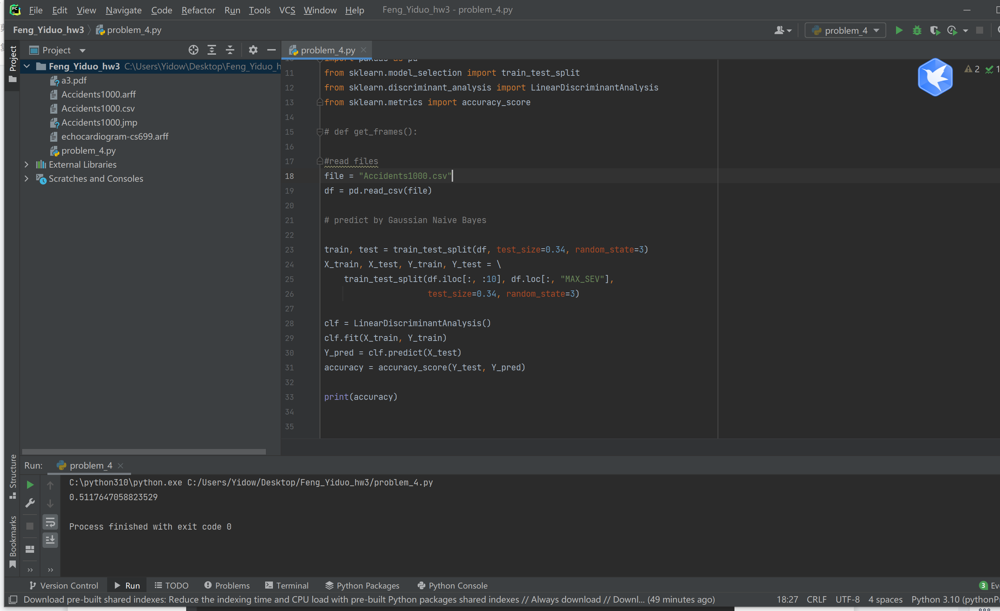 PC
File Edit View Navigate Code Refactor Run Tools VCS Window Help Feng_Yiduo_hw3 - problem_4.py
Feng_Yiduo_hw3 problem_4.py
problem_4
Project
Project
problem_4.py
Feng_Yiduo_hw3 C:\Users\Yidow\Desktop\Feng_Yiduo_h
a3.pdf
Accidents1000.arff
Accidents1000.csv
Accidents1000.jmp
echocardiogram-cs699.arff
problem_4.py
External Libraries
Scratches and Consoles
2 1
10 import pandas as pd
11 from sklearn.model_selection import train_test_split
12 from sklearn.discriminant_analysis import LinearDiscriminantAnalysis
13 from sklearn.metrics import accuracy_score
14
15 # def get_frames():
16
17 #read files
18 file = "Accidents1000.csv"
19 df = pd.read_csv(file)
20
21 # predict by Gaussian Naive Bayes
22
23 train, test = train_test_split(df, test_size=0.34, random_state=3)
24 X_train, X_test, Y_train, Y_test = \
25 train_test_split(df.iloc[:, :10], df.loc[:, "MAX_SEV"],
26 test_size=0.34, random_state=3)
27
28 clf = LinearDiscriminantAnalysis()
29 clf.fit(X_train, Y_train)
30 Y_pred = clf.predict(X_test)
31 accuracy = accuracy_score(Y_test, Y_pred)
32
33 print(accuracy)
34
35
Structure
Bookmarks
Run: problem_4
C:\python310\python.exe C:/Users/Yidow/Desktop/Feng_Yiduo_hw3/problem_4.py
0.5117647058823529
Process finished with exit code 0
Version Control Run TODO Problems Terminal Python Packages Python Console 3 Ev
Download pre-built shared indexes: Reduce the indexing time and CPU load with pre-built Python packages shared indexes // Always download // Downl... (49 minutes ago) 18:27 CRLF UTF-8 4 spaces Python 3.10 (pythonP